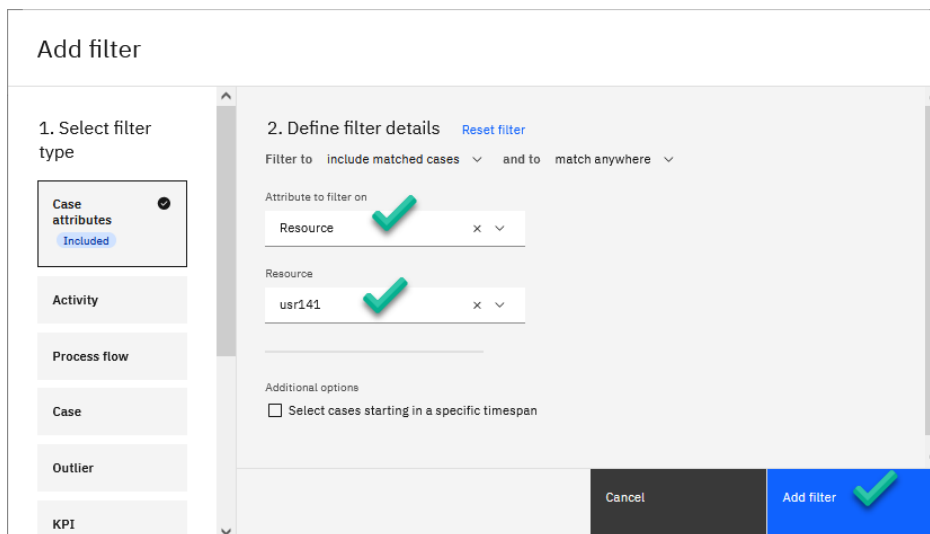 Add filter
1. Select filter
type
Case
attributes
Included
Activity
Process flow
Case
Outlier
KPI
2. Define filter details Reset filter
Filter to include matched cases and to match anywhere
Attribute to filter on
Resource
Resource
usr141
Additional options
Select cases starting in a specific timespan
Cancel Add filter